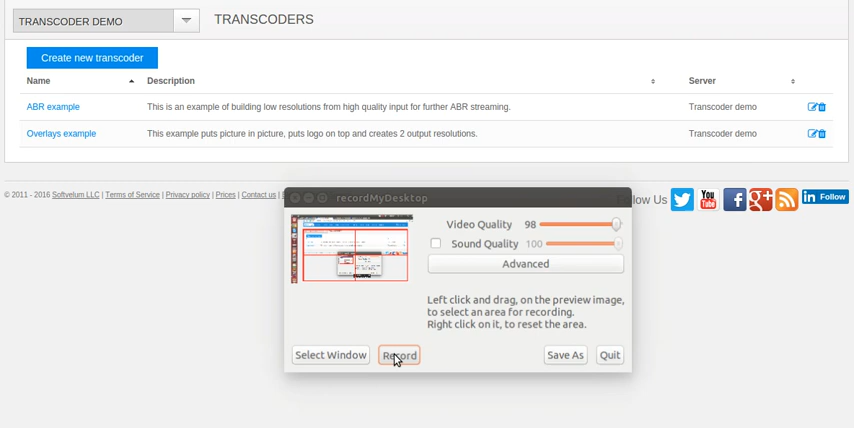 TRANSCODER DEMO
TRANSCODERS
Create new transcoder
Name Description Server
ABR example This is an example of building low resolutions from high quality input for further ABR streaming. Transcoder demo
Overlays example This example puts picture in picture, puts logo on top and creates 2 output resolutions. Transcoder demo
© 2011 - 2016 Softvelum LLC | Terms of Service | Privacy policy | Prices | Contact us |
Us
You
Tube
in Follow
recordMyDesktop
Video Quality 98
Sound Quality 100
Advanced
Left click and drag, on the preview image,
to select an area for recording.
Right click on it, to reset the area.
Select Window Record Save As Quit